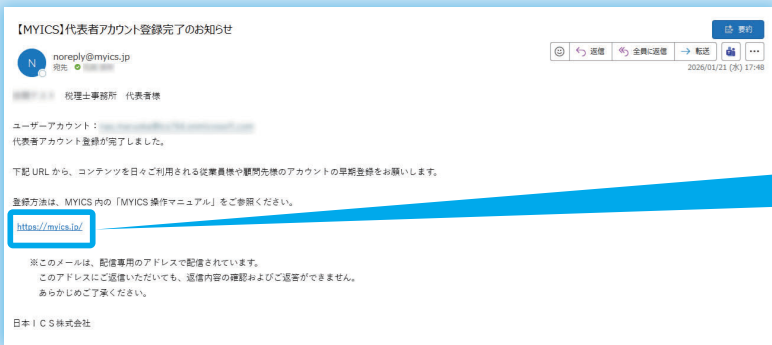 【MYICS】代表者アカウント登録完了のお知らせ
要約
N
noreply@myics.jp
宛先
返信
全員に返信
転送
2026/01/21 (水) 17:48
税理士事務所 代表者様
ユーザーアカウント：
代表者アカウント登録が完了しました。
下記 URL から、コンテンツを日々ご利用される従業員様や顧問先様のアカウントの早期登録をお願いします。
登録方法は、MYICS 内の「MYICS 操作マニュアル」をご参照ください。
https://myics.jp/
※このメールは、配信専用のアドレスで配信されています。
このアドレスにご返信いただいても、返信内容の確認およびご返答ができません。
あらかじめご了承ください。
日本ＩＣＳ株式会社